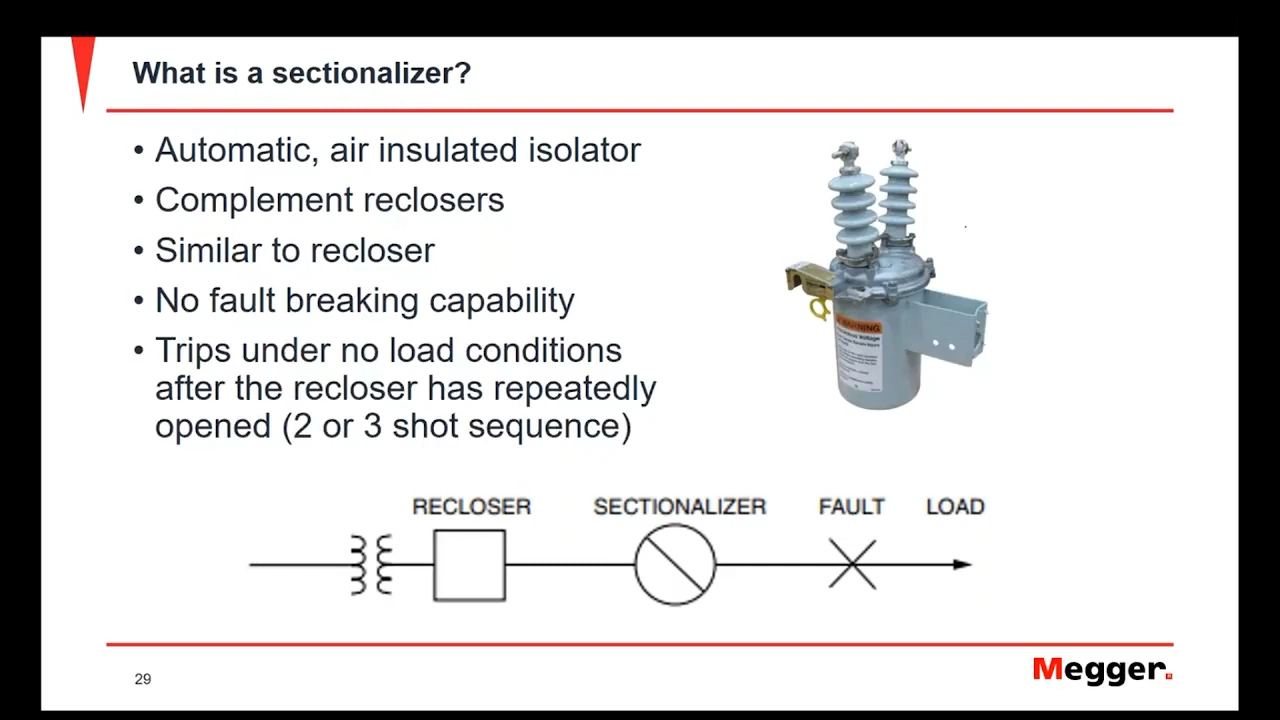 What is a sectionalizer?
• Automatic, air insulated isolator
• Complement reclosers
• Similar to recloser
• No fault breaking capability
• Trips under no load conditions
after the recloser has repeatedly
opened (2 or 3 shot sequence)
WARNING
RECLOSER SECTIONALIZER FAULT LOAD
29
Megger